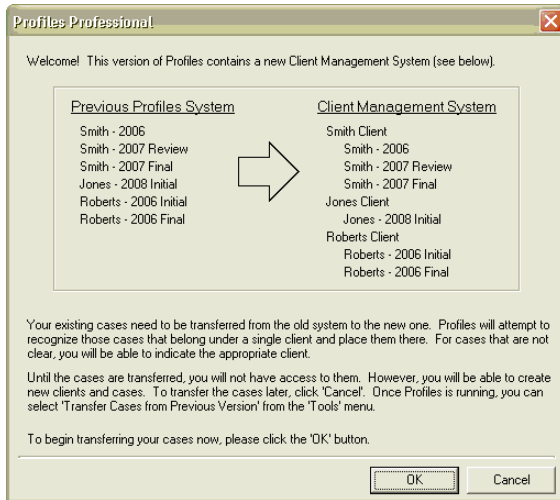 Profiles Professional
Welcome! This version of Profiles contains a new Client Management System (see below).
Previous Profiles System
Smith - 2006
Smith - 2007 Review
Smith - 2007 Final
Jones - 2008 Initial
Roberts - 2006 Initial
Roberts - 2006 Final
Client Management System
Smith Client
Smith - 2006
Smith - 2007 Review
Smith - 2007 Final
Jones Client
Jones - 2008 Initial
Roberts Client
Roberts - 2006 Initial
Roberts - 2006 Final
Your existing cases need to be transferred from the old system to the new one. Profiles will attempt to
recognize those cases that belong under a single client and place them there. For cases that are not
clear, you will be able to indicate the appropriate client.
Until the cases are transferred, you will not have access to them. However, you will be able to create
new clients and cases. To transfer the cases later, click 'Cancel'. Once Profiles is running, you can
select 'Transfer Cases from Previous Version' from the 'Tools' menu.
To begin transferring your cases now, please click the 'OK' button.
OK
Cancel